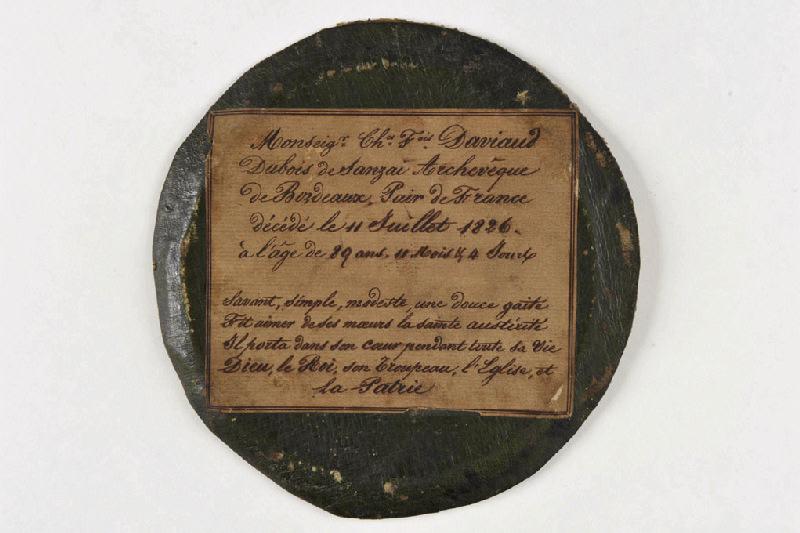 Monseigr. Chs. Fois. Daviaud
Dubois de Sanzai Archevêque
de Bordeaux, Pair de France
décédé le 11 Juillet 1826.
à l'âge de 89 ans, 11 Mois & 4 Jours
Savant, simple, modeste, une douce gaité
Fit aimer de ses mœurs la sainte austérité
Il porta dans son cœur pendant toute sa Vie
Dieu, le Roi, son Troupeau, l'Eglise, et
la Patrie